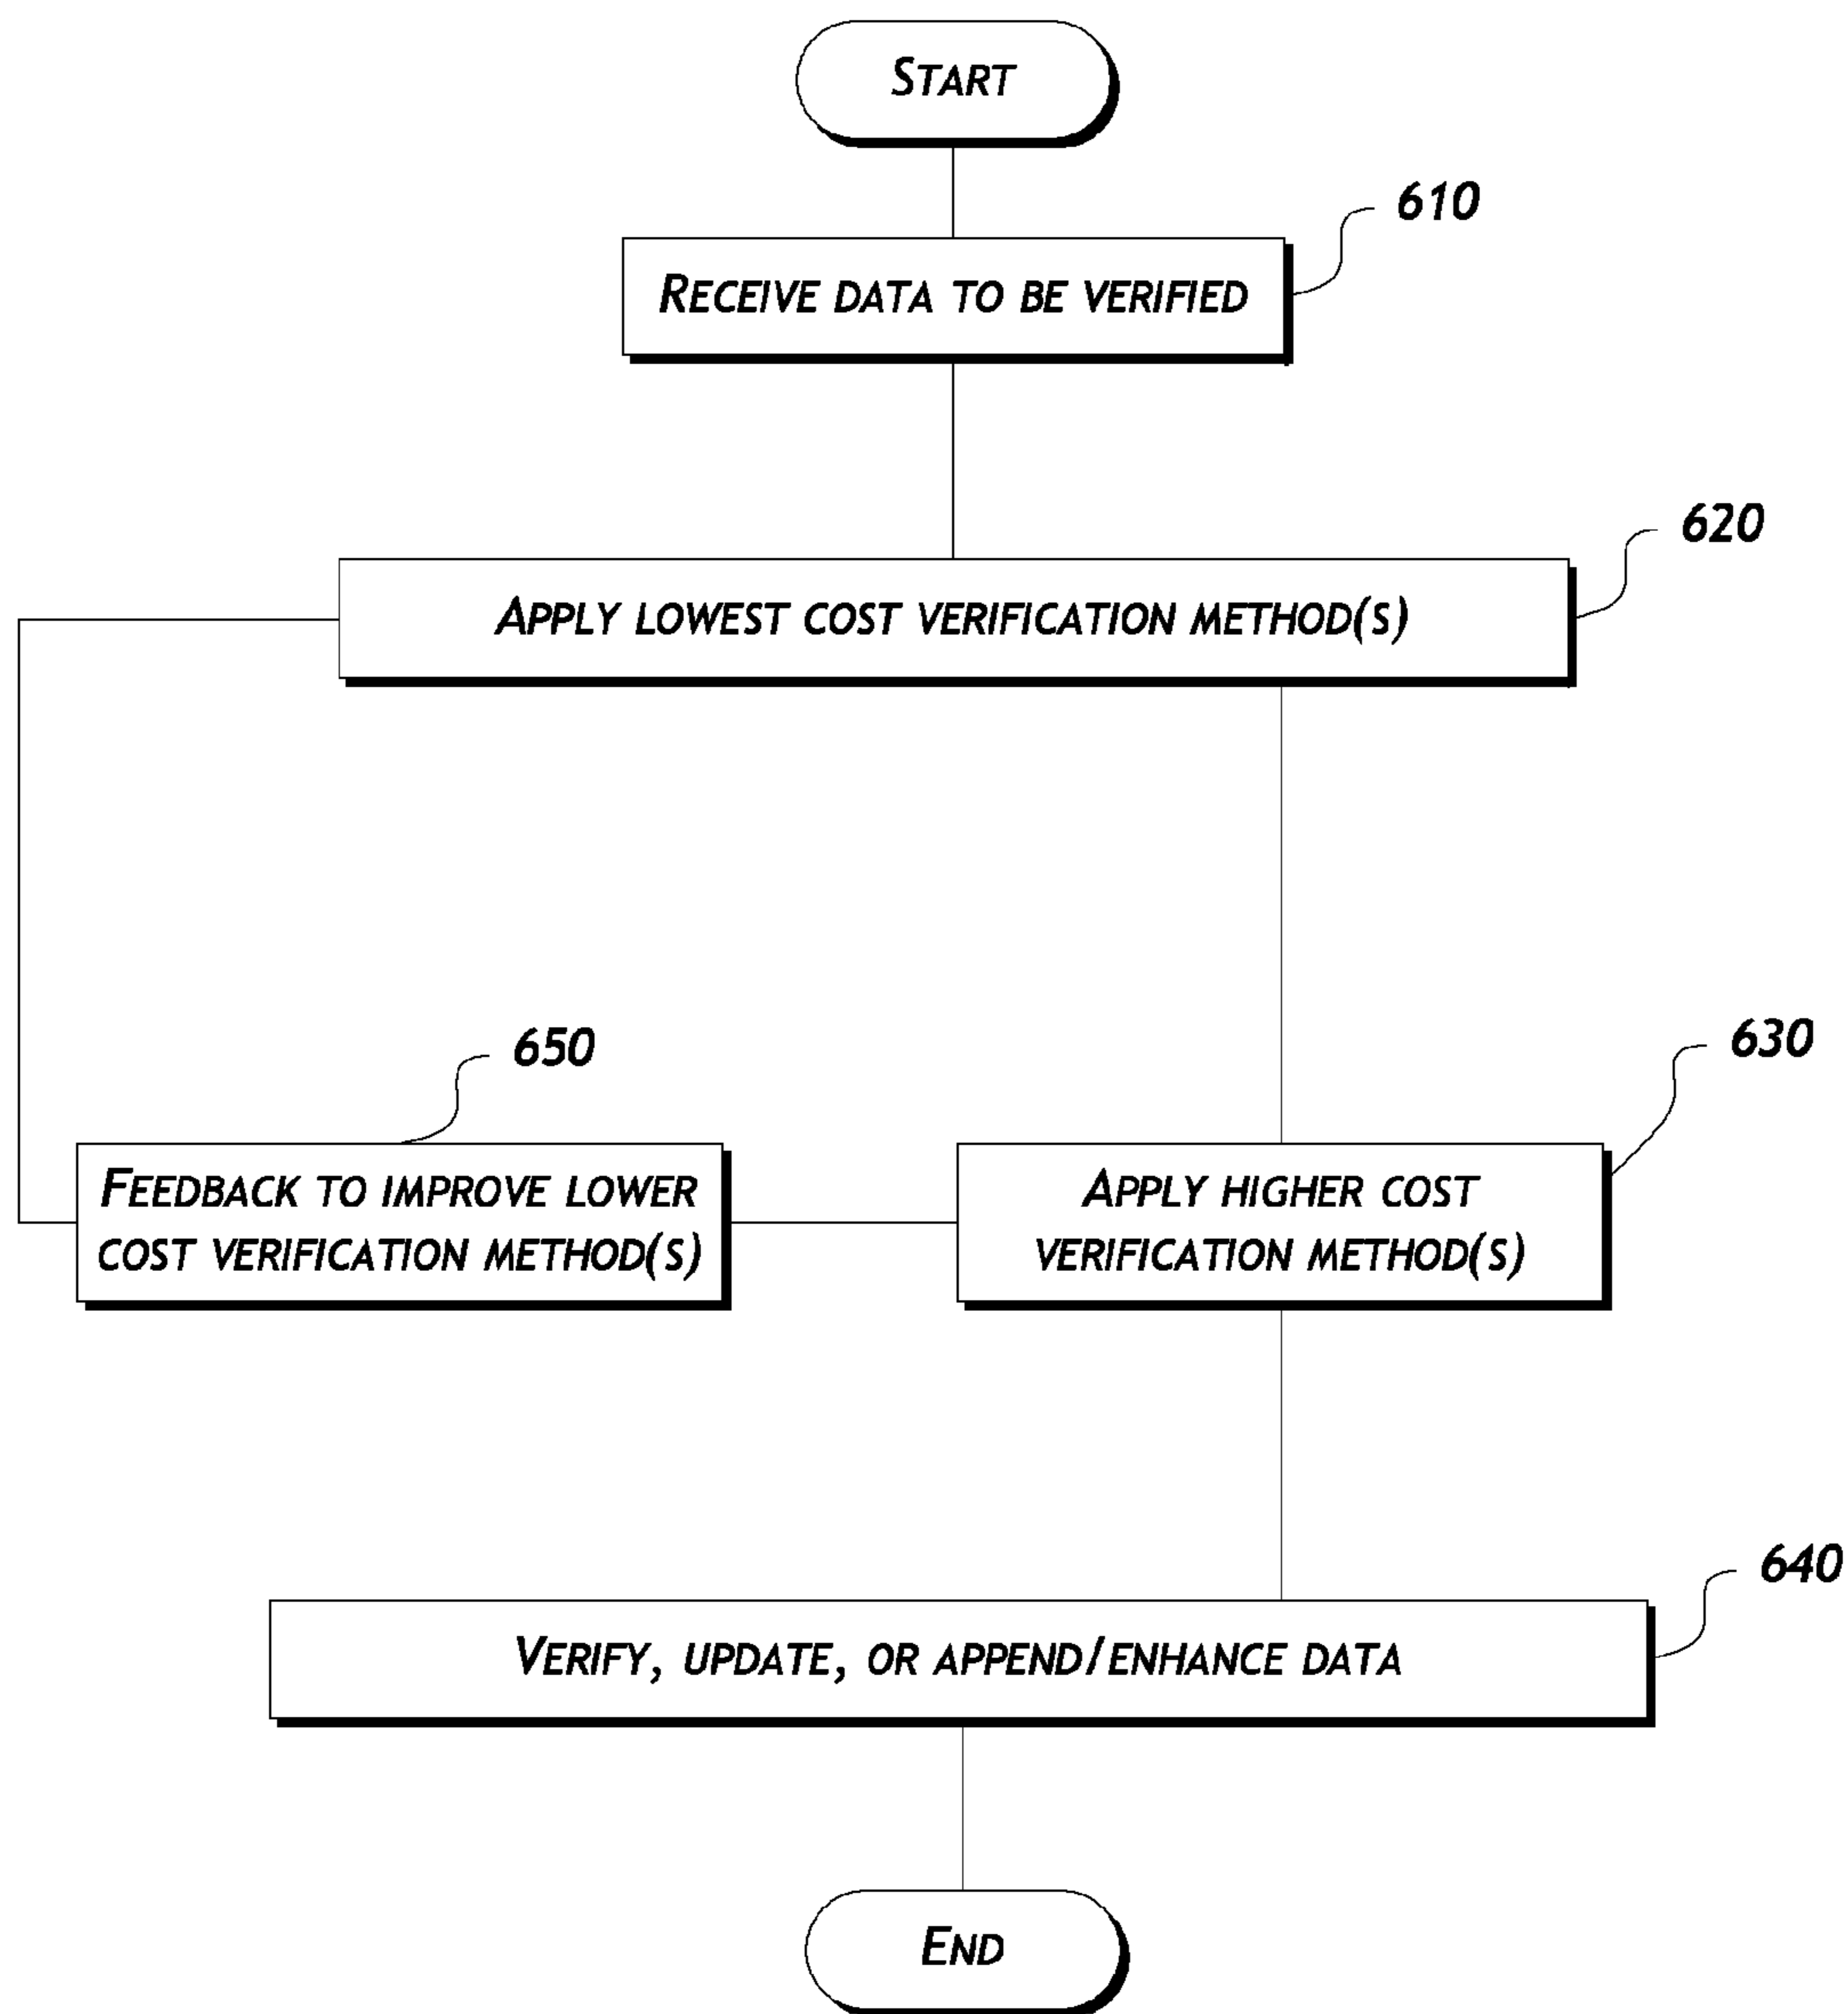 START
610
RECEIVE DATA TO BE VERIFIED
620
APPLY LOWEST COST VERIFICATION METHOD(S)
650
630
FEEDBACK TO IMPROVE LOWER
COST VERIFICATION METHOD(S)
APPLY HIGHER COST
VERIFICATION METHOD(S)
640
VERIFY, UPDATE, OR APPEND/ENHANCE DATA
END